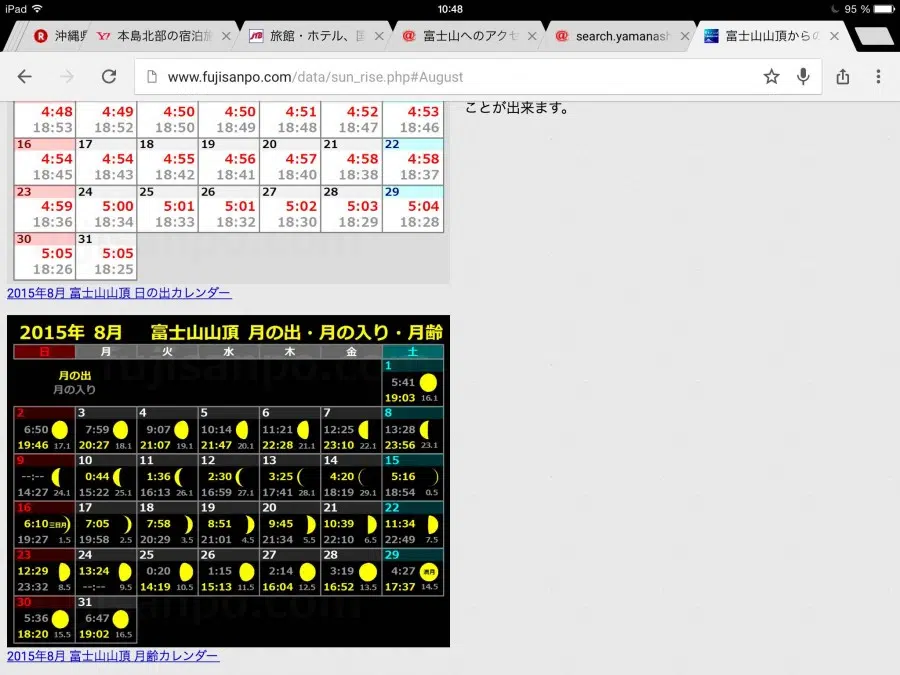 iPad 10:48 95 %
沖縄県 本島北部の宿泊施 旅館・ホテル、国 富士山へのアクセ search.yamanash 富士山山頂からの
www.fujisanpo.com/data/sun_rise.php#August
ことが出来ます。
4:48 4:49 4:50 4:50 4:51 4:52 4:53
18:53 18:52 18:50 18:49 18:48 18:47 18:46
16 17 18 19 20 21 22
4:54 4:54 4:55 4:56 4:57 4:58 4:58
18:45 18:43 18:42 18:41 18:40 18:38 18:37
23 24 25 26 27 28 29
4:59 5:00 5:01 5:01 5:02 5:03 5:04
18:36 18:34 18:33 18:32 18:30 18:29 18:28
30 31
5:05 5:05
18:26 18:25
2015年8月 富士山山頂 日の出カレンダー
2015年 8月 富士山山頂 月の出・月の入り・月齢
日 月 火 水 木 金 土
月の出
月の入り
1
5:41
19:03 16.1
2 3 4 5 6 7 8
6:50 7:59 9:07 10:14 11:21 12:25 13:28
19:46 17.1 20:27 18.1 21:07 19.1 21:47 20.1 22:28 21.1 23:10 22.1 23:56 23.1
9 10 11 12 13 14 15
--:-- 0:44 1:36 2:30 3:25 4:20 5:16
14:27 24.1 15:22 25.1 16:13 26.1 16:59 27.1 17:41 28.1 18:19 29.1 18:54 0.5
16 17 18 19 20 21 22
6:10 三日月 7:05 7:58 8:51 9:45 10:39 11:34
19:27 1.5 19:58 2.5 20:29 3.5 21:01 4.5 21:34 5.5 22:10 6.5 22:49 7.5
23 24 25 26 27 28 29
12:29 13:24 0:20 1:15 2:14 3:19 4:27 満月
23:32 8.5 --:-- 9.5 14:19 10.5 15:13 11.5 16:04 12.5 16:52 13.5 17:37 14.5
30 31
5:36 6:47
18:20 15.5 19:02 16.5
fujisanpo.com
2015年8月 富士山山頂 月齢カレンダー